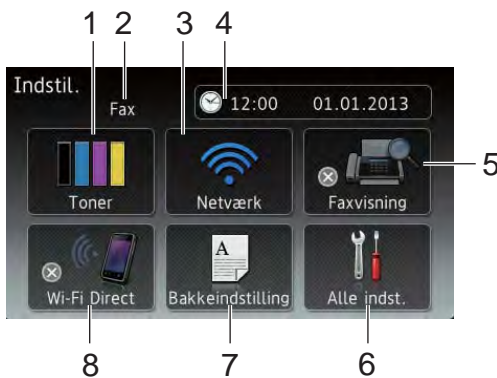 1 2 3 4
Indstil.
Fax
12:00 01.01.2013
5
Toner Netværk Faxvisning
A
Wi-Fi Direct Bakkeindstilling Alle indst.
8 7 6